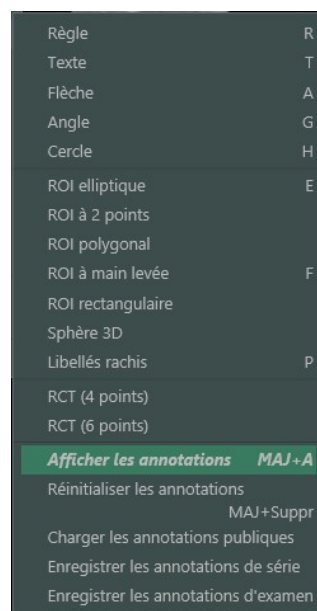 Règle R
Texte T
Flèche A
Angle G
Cercle H
ROI elliptique E
ROI à 2 points
ROI polygonal
ROI à main levée F
ROI rectangulaire
Sphère 3D
Libellés rachis P
RCT (4 points)
RCT (6 points)
Afficher les annotations MAJ+A
Réinitialiser les annotations
MAJ+Suppr
Charger les annotations publiques
Enregistrer les annotations de série
Enregistrer les annotations d'examen